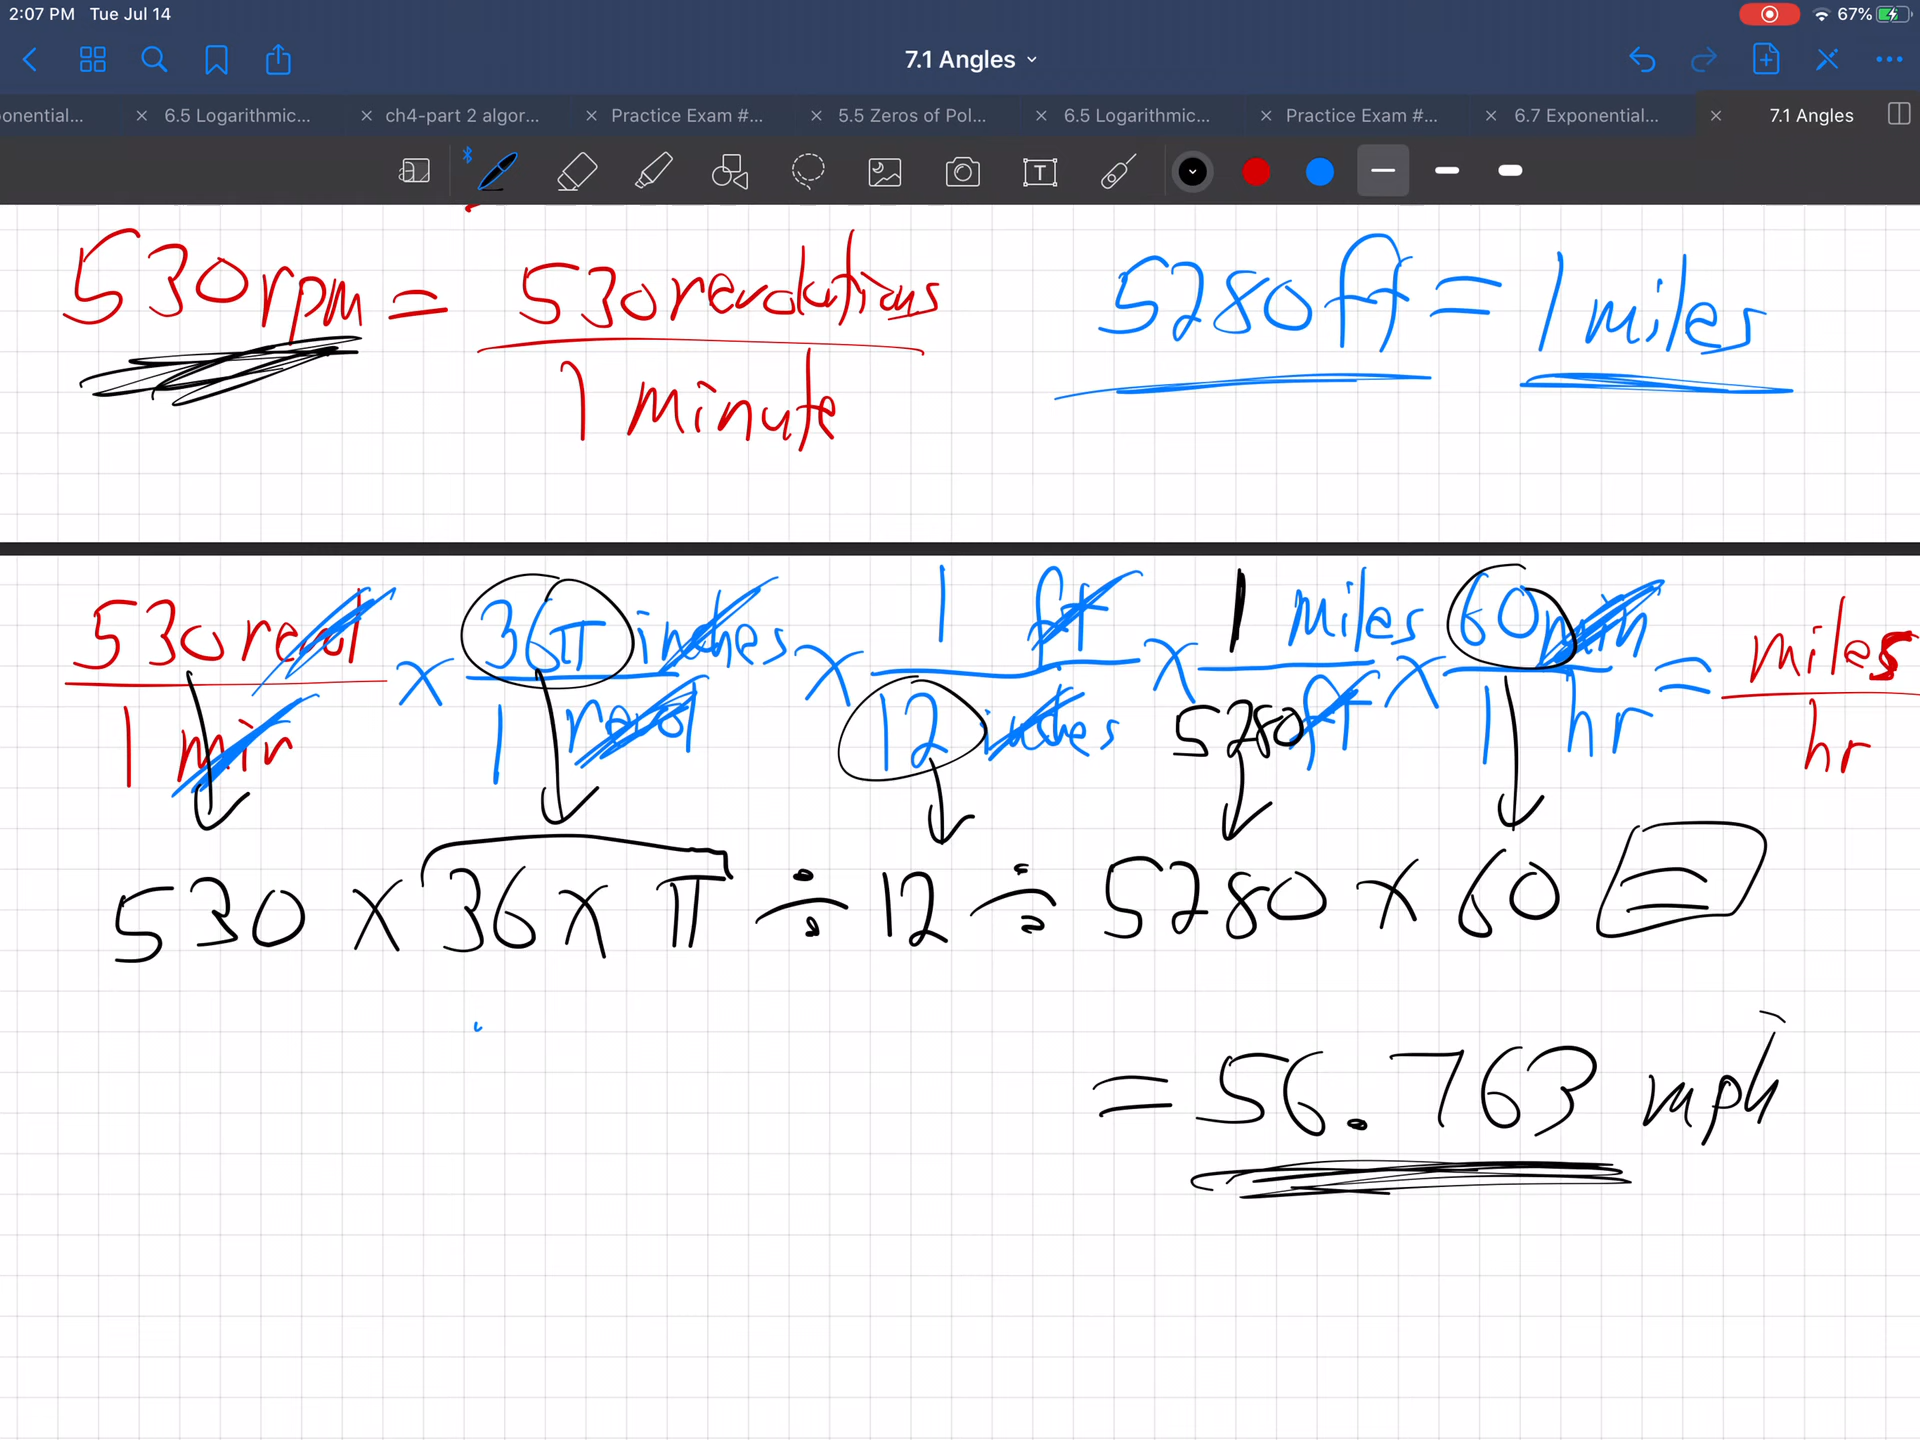 2:07 PM Tue Jul 14 67%
7.1 Angles
onential... 6.5 Logarithmic... ch4-part 2 algor... Practice Exam #... 5.5 Zeros of Pol... 6.5 Logarithmic... Practice Exam #... 6.7 Exponential... 7.1 Angles
530 rpm = 530 revolutions / 1 minute
5280 ft = 1 miles
530 revol / 1 min × 36π inches / 1 revol × 1 ft / 12 inches × 1 miles / 5280 ft × 60 min / 1 hr = miles / hr
530 × 36 × π ÷ 12 ÷ 5280 × 60 =
= 56.763 mph